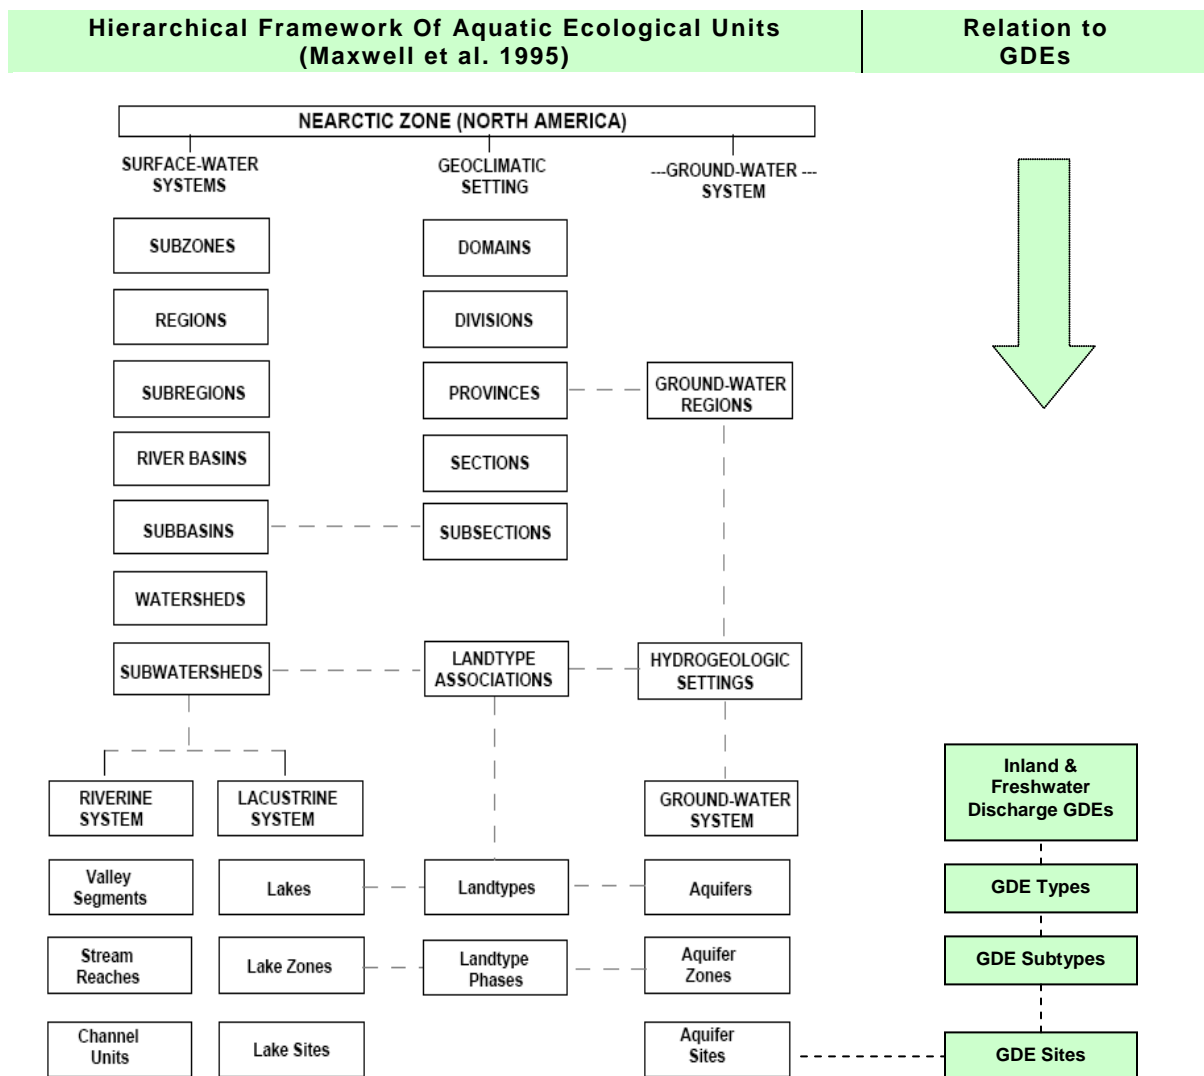 Hierarchical Framework Of Aquatic Ecological Units
(Maxwell et al. 1995)
Relation to
GDEs
NEARCTIC ZONE (NORTH AMERICA)
SURFACE-WATER
SYSTEMS
GEOCLIMATIC
SETTING
---GROUND-WATER ---
SYSTEM
SUBZONES
DOMAINS
REGIONS
DIVISIONS
SUBREGIONS
PROVINCES
GROUND-WATER
REGIONS
RIVER BASINS
SECTIONS
SUBBASINS
SUBSECTIONS
WATERSHEDS
SUBWATERSHEDS
LANDTYPE
ASSOCIATIONS
HYDROGEOLOGIC
SETTINGS
RIVERINE
SYSTEM
LACUSTRINE
SYSTEM
GROUND-WATER
SYSTEM
Inland &
Freshwater
Discharge GDEs
Valley
Segments
Lakes
Landtypes
Aquifers
GDE Types
Stream
Reaches
Lake Zones
Landtype
Phases
Aquifer
Zones
GDE Subtypes
Channel
Units
Lake Sites
Aquifer
Sites
GDE Sites